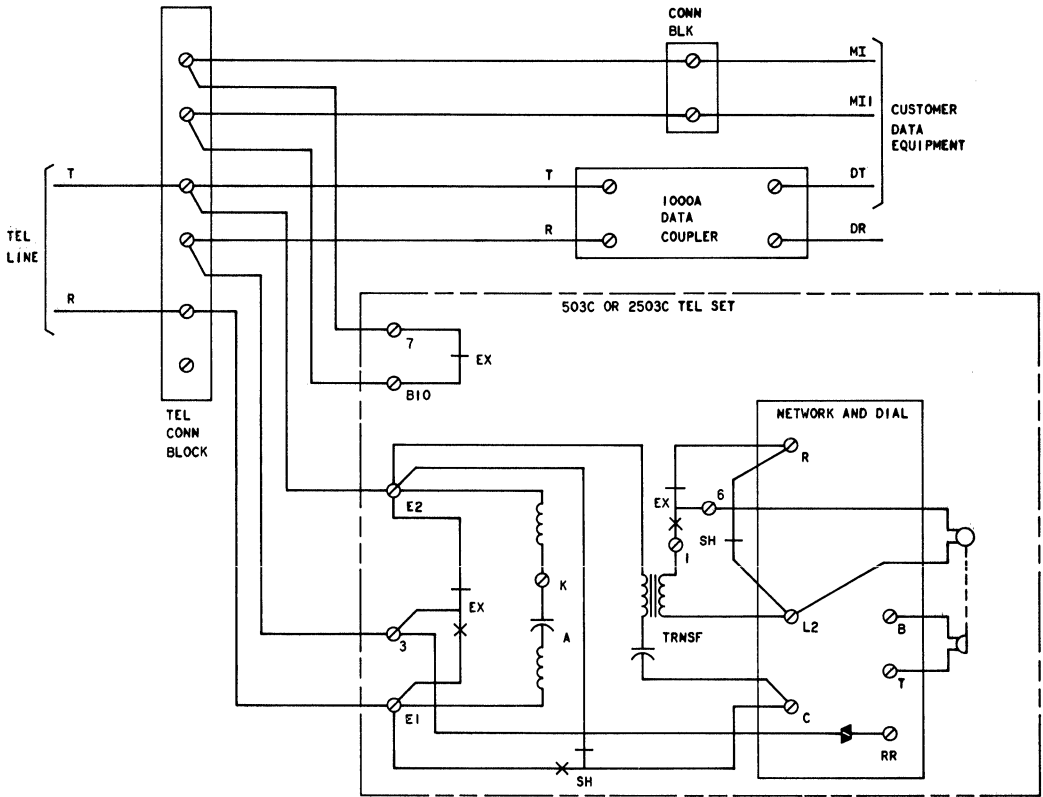 CONN
BLK
MI
MI1
CUSTOMER
DATA
EQUIPMENT
T
T
DT
1000A
DATA
COUPLER
R
DR
TEL
LINE
R
503C OR 2503C TEL SET
7
EX
B10
TEL
CONN
BLOCK
NETWORK AND DIAL
R
E2
EX
6
SH
1
K
EX
A
TRNSF
L2
B
3
T
E1
C
RR
SH